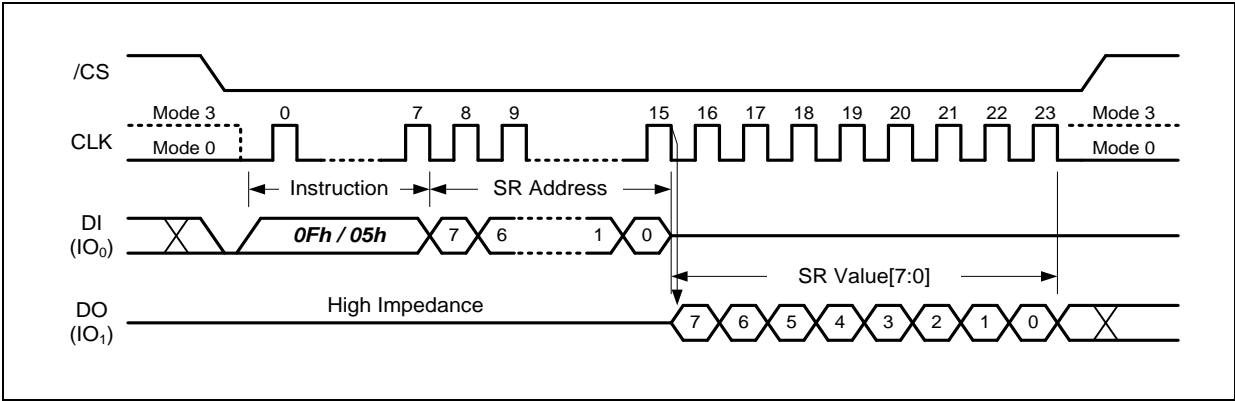 /CS
Mode 3 0 7 8 9 15 16 17 18 19 20 21 22 23 Mode 3
CLK
Mode 0 Mode 0
Instruction SR Address
DI
(IO₀)
0Fh / 05h 7 6 1 0
SR Value[7:0]
High Impedance
DO
(IO₁)
7 6 5 4 3 2 1 0